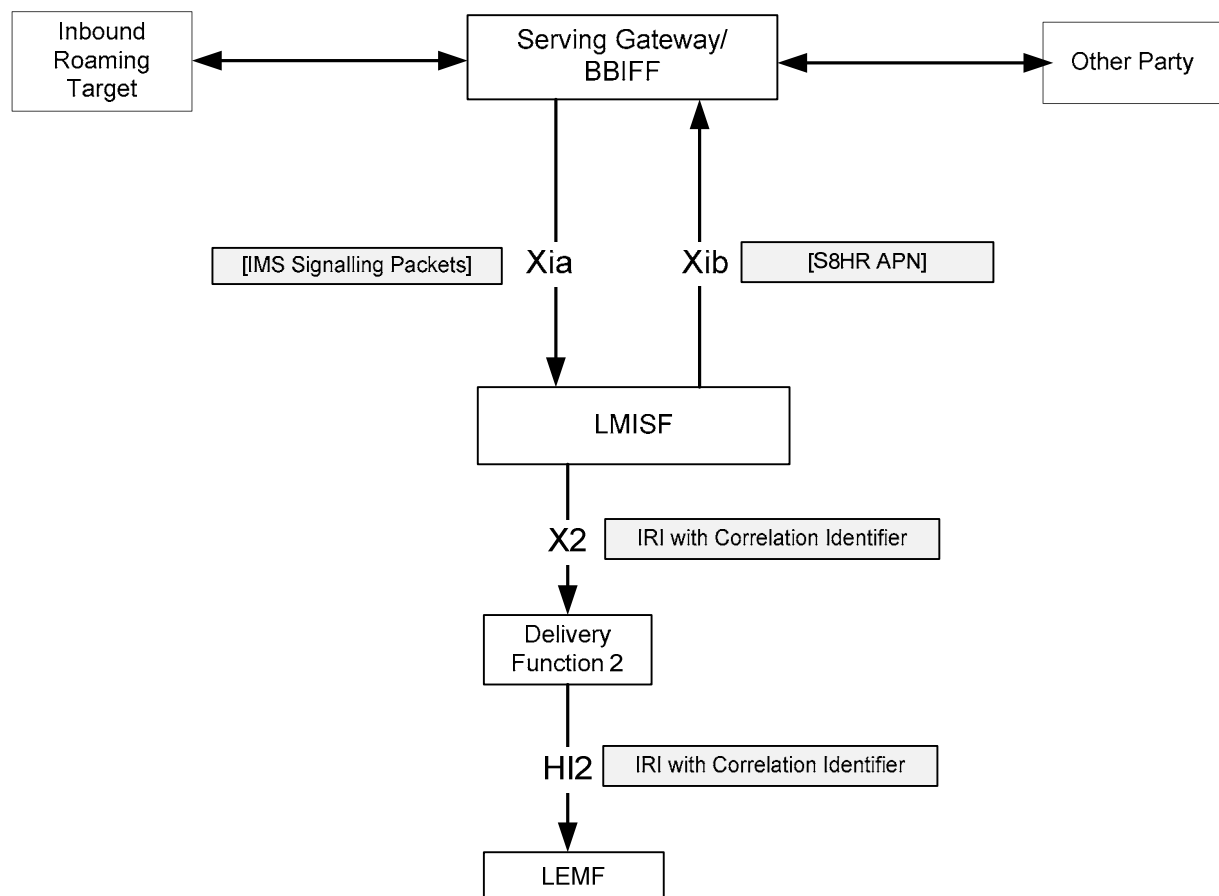 Inbound
Roaming
Target
Serving Gateway/
BBIFF
Other Party
[IMS Signalling Packets]
Xia
Xib
[S8HR APN]
LMISF
X2
IRI with Correlation Identifier
Delivery
Function 2
HI2
IRI with Correlation Identifier
LEMF